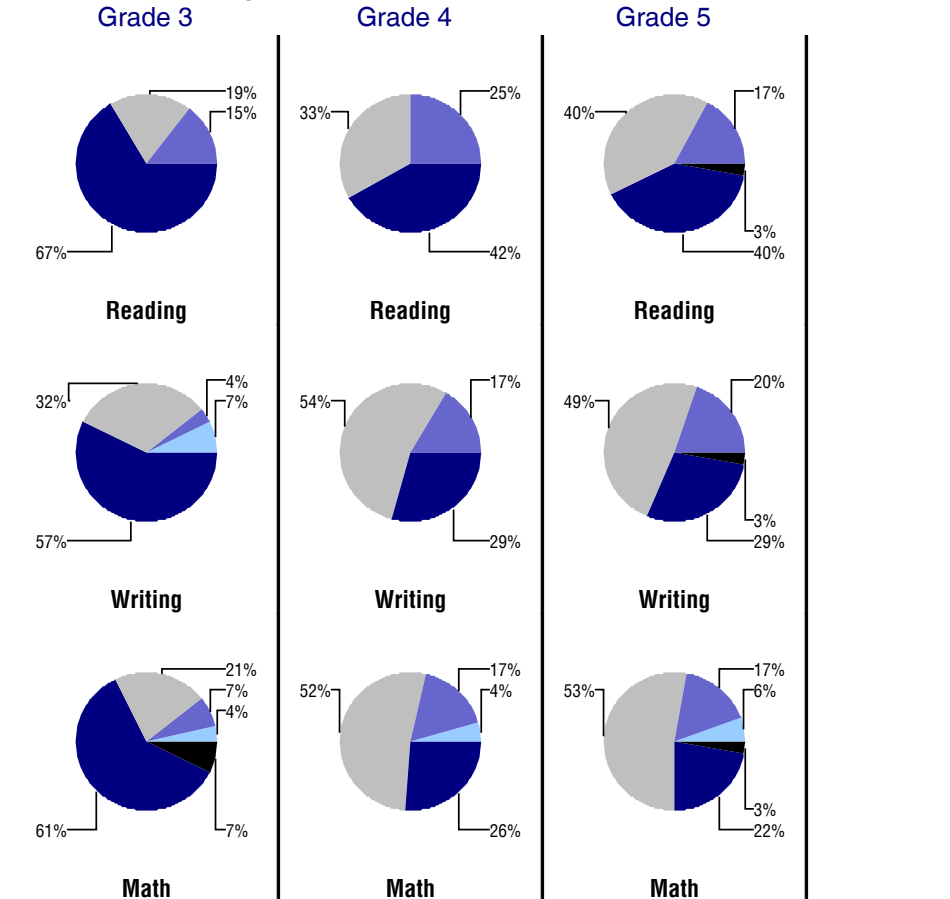 Grade 3 Grade 4 Grade 5
19% 25% 17%
15% 33% 40%
3%
67% 42% 40%
Reading Reading Reading
4% 17% 20%
32% 7% 54% 49%
3%
57% 29% 29%
Writing Writing Writing
21% 17% 17%
7% 52% 4% 53% 6%
4%
3%
61% 7% 26% 22%
Math Math Math